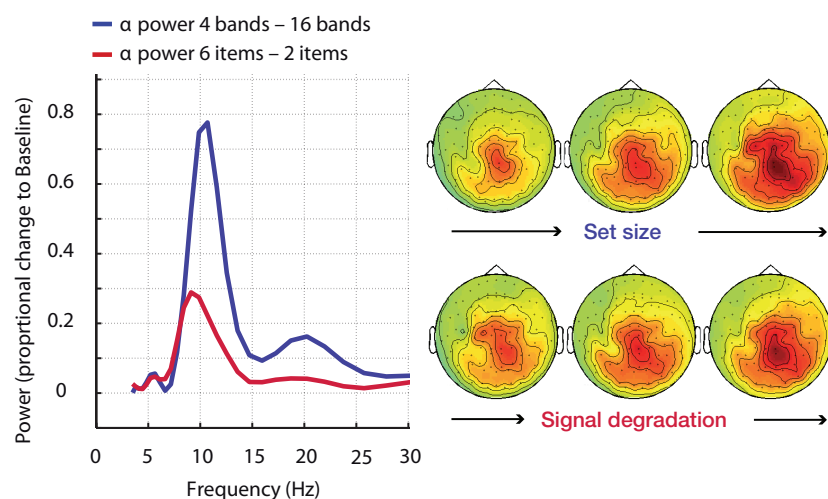 α power 4 bands – 16 bands
α power 6 items – 2 items
Power (proprtional change to Baseline)
0.8
0.6
0.4
0.2
0
0 5 10 15 20 25 30
Frequency (Hz)
Set size
Signal degradation